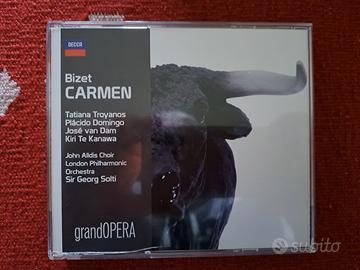 DECCA
Bizet
CARMEN
Tatiana Troyanos
Plácido Domingo
José van Dam
Kiri Te Kanawa
John Alldis Choir
London Philharmonic
Orchestra
Sir Georg Solti
grandOPERA
subito